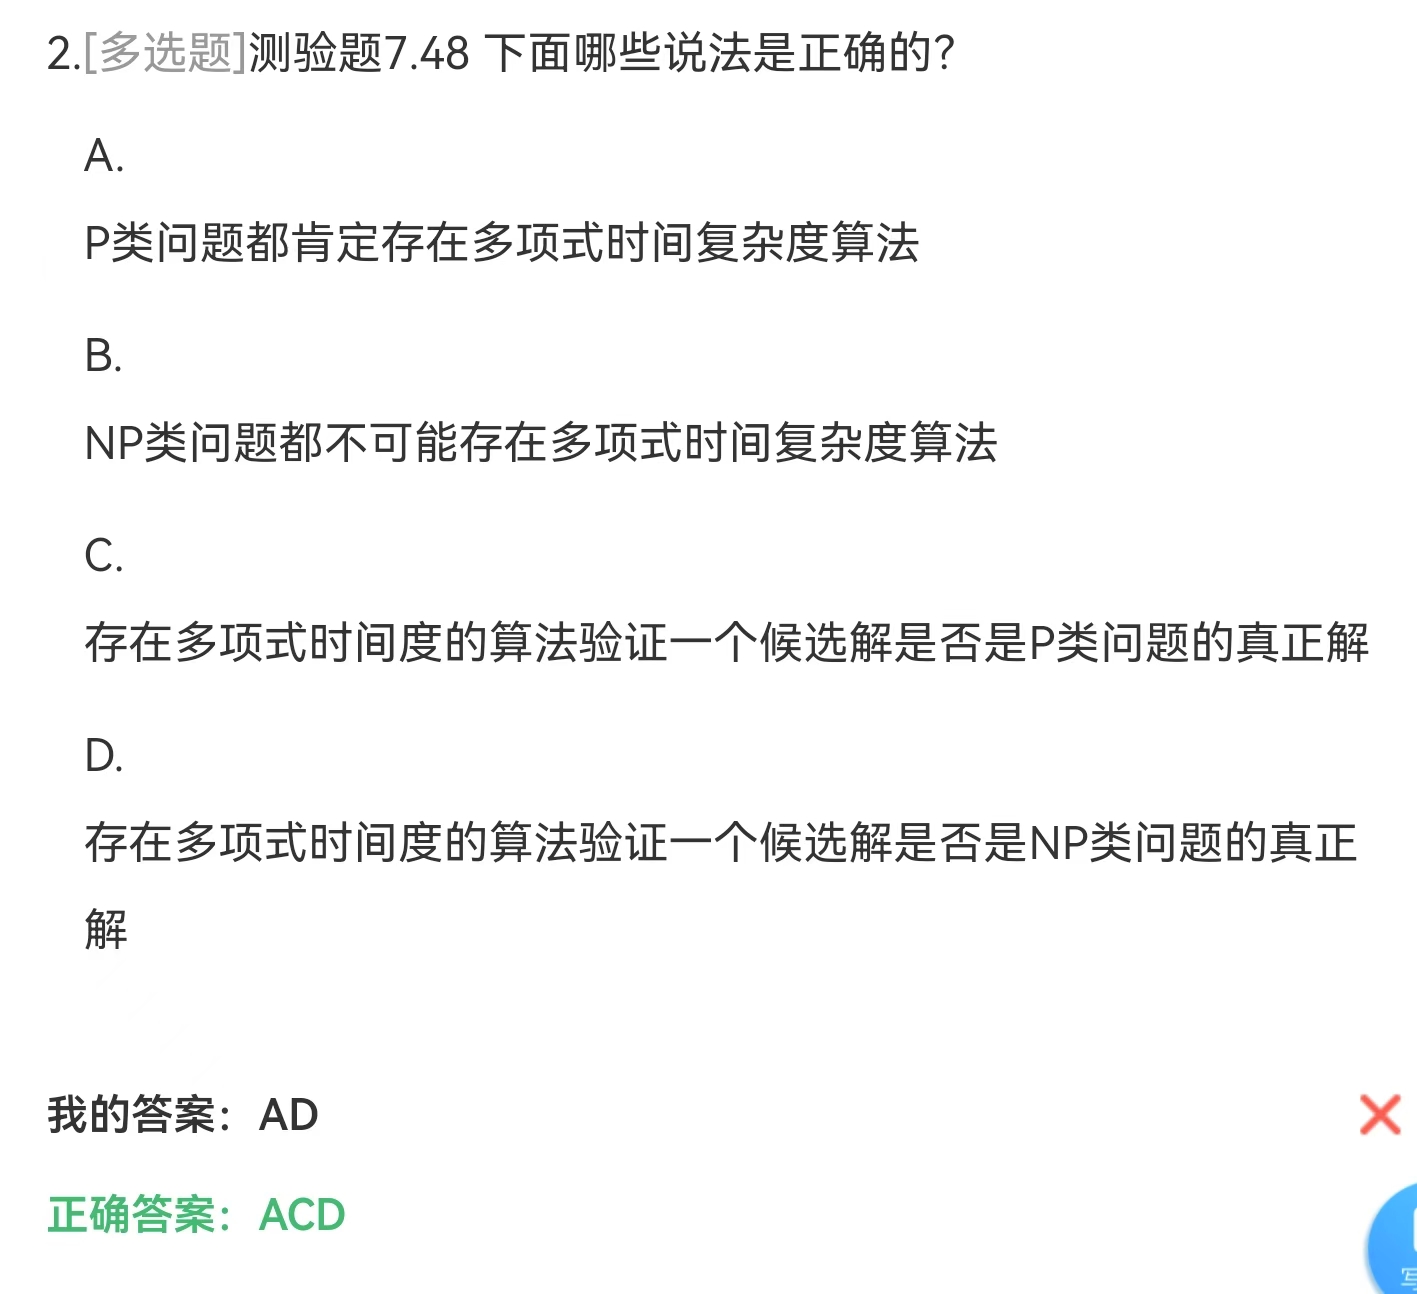 2.[多选题]测验题7.48 下面哪些说法是正确的?
A.
P类问题都肯定存在多项式时间复杂度算法
B.
NP类问题都不可能存在多项式时间复杂度算法
C.
存在多项式时间度的算法验证一个候选解是否是P类问题的真正解
D.
存在多项式时间度的算法验证一个候选解是否是NP类问题的真正
解
我的答案：AD
正确答案：ACD